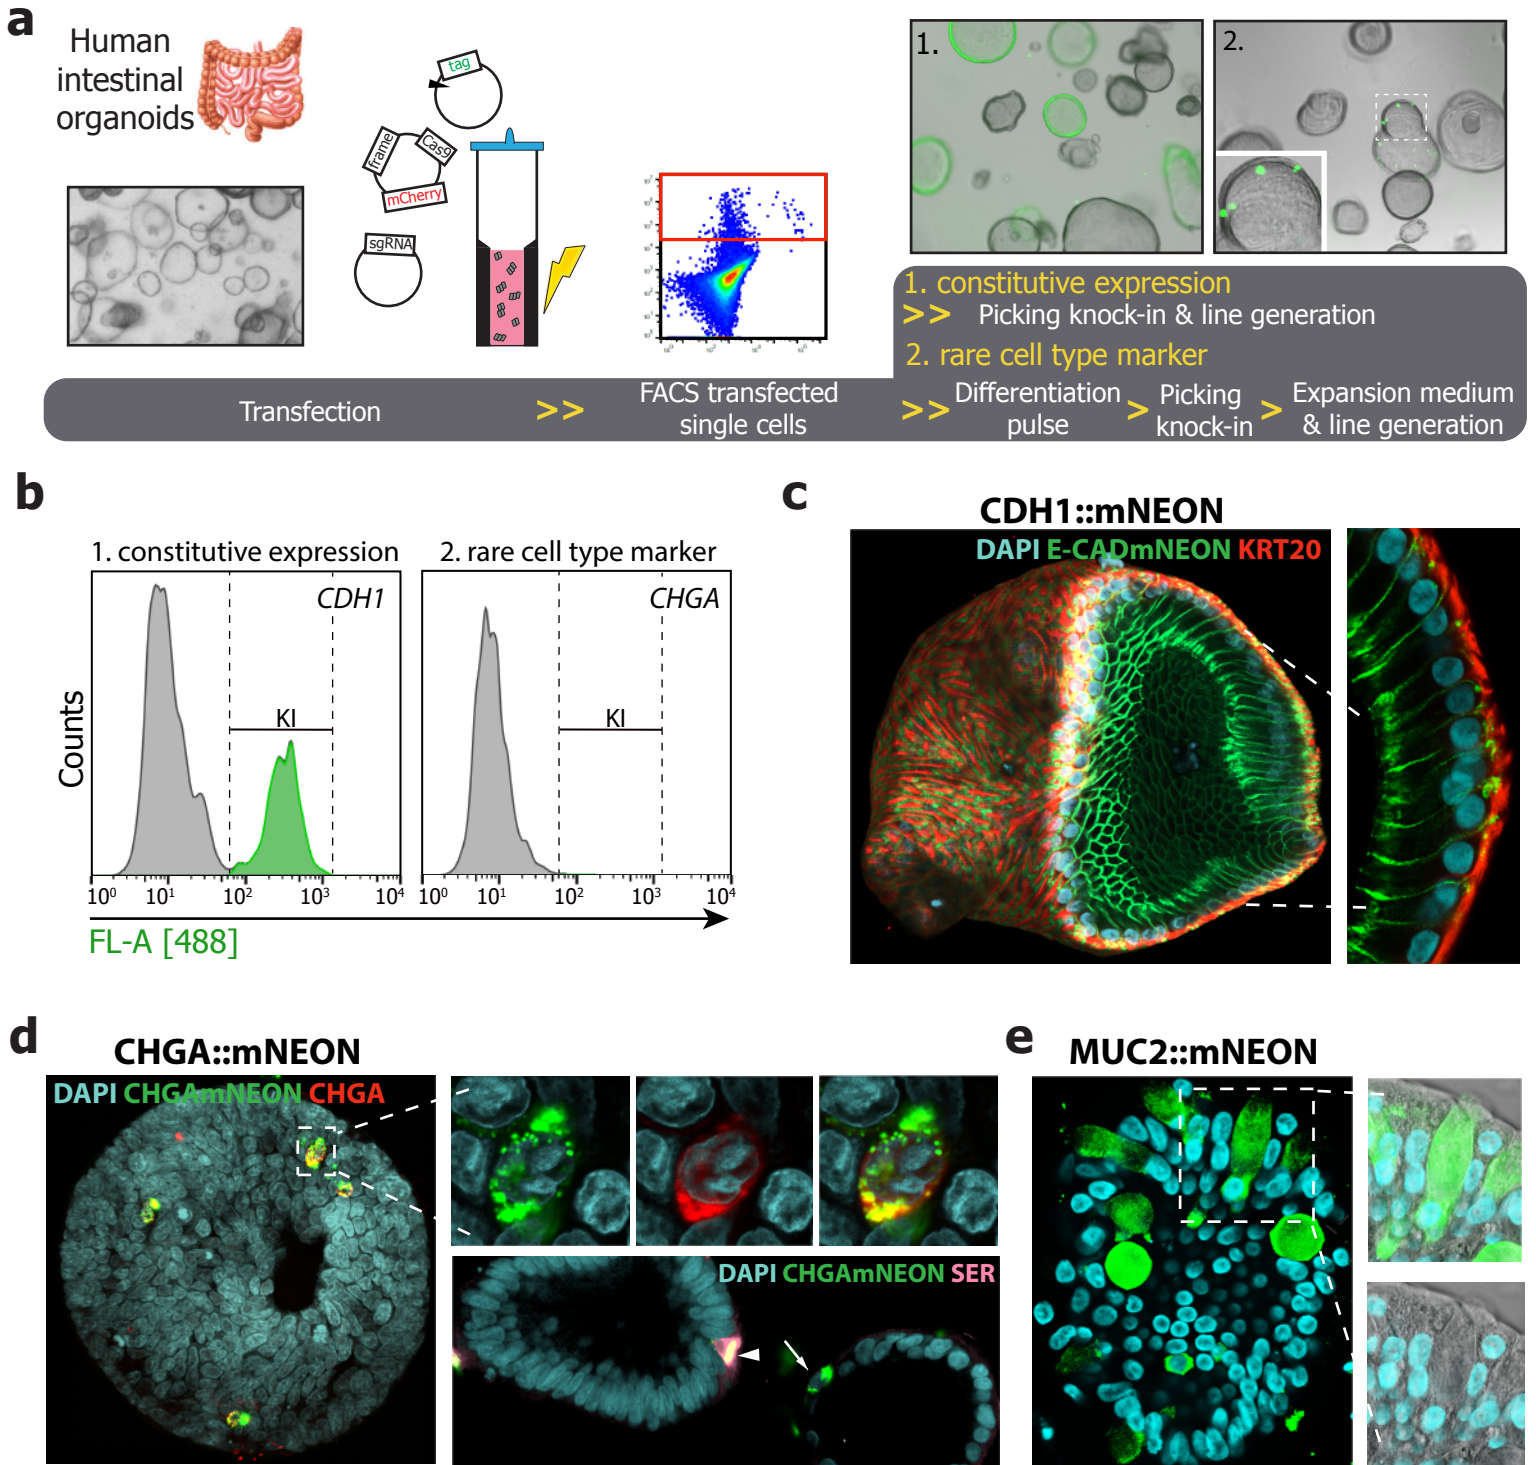 a
Human
intestinal
organoids
tag
frame
Cas9
mCherry
sgRNA
1.
2.
1. constitutive expression
>> Picking knock-in & line generation
2. rare cell type marker
Transfection >> FACS transfected single cells >> Differentiation pulse > Picking knock-in > Expansion medium & line generation
b
1. constitutive expression
2. rare cell type marker
CDH1
CHGA
KI
KI
Counts
10⁰ 10¹ 10² 10³ 10⁴
10⁰ 10¹ 10² 10³ 10⁴
FL-A [488]
c
CDH1::mNEON
DAPI E-CADmNEON KRT20
d
CHGA::mNEON
DAPI CHGAmNEON CHGA
DAPI CHGAmNEON SER
e
MUC2::mNEON